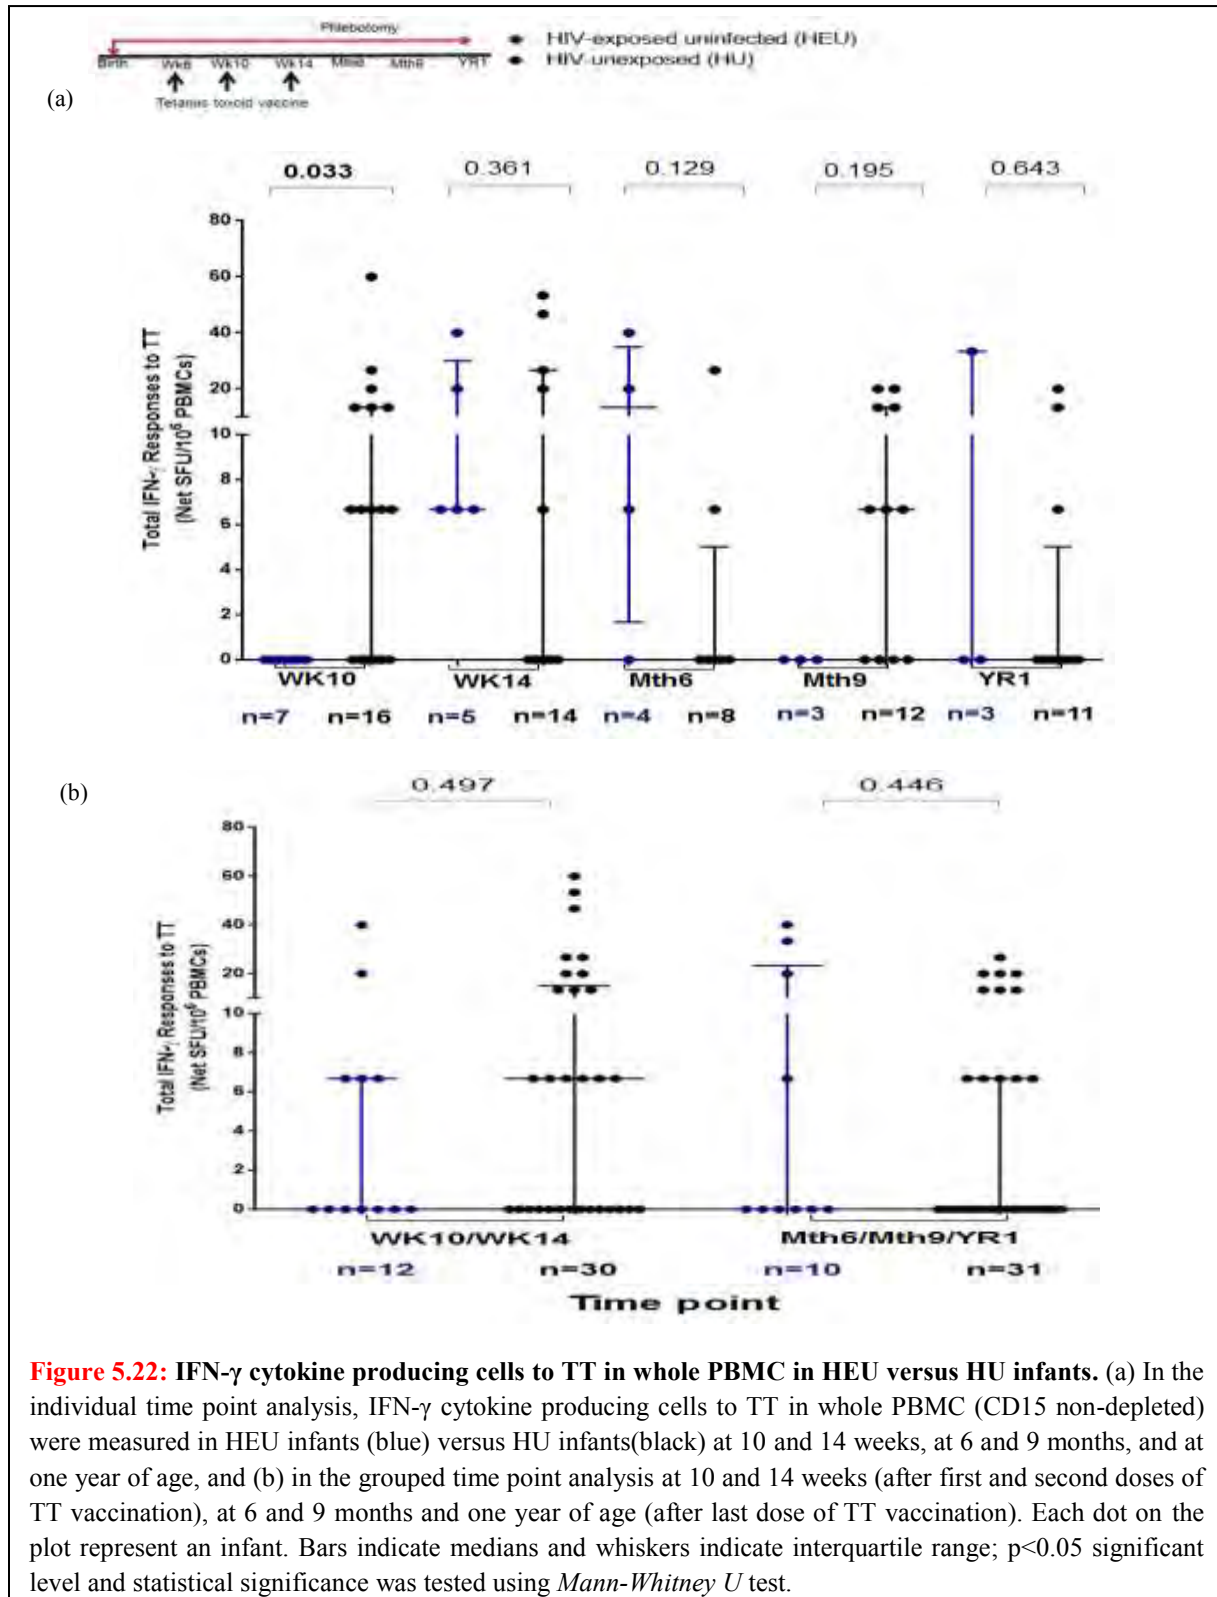 Phlebotomy
HIV-exposed uninfected (HEU)
HIV-unexposed (HU)
Birth Wk6 Wk10 Wk14 Mth6 Mth9 YR1
Tetanus toxoid vaccine
(a)
0.033 0.361 0.129 0.195 0.643
80
60
40
20
10
8
6
4
2
0
Total IFN-γ Responses to TT
(Net SFU/10⁶ PBMCs)
WK10 WK14 Mth6 Mth9 YR1
n=7 n=16 n=5 n=14 n=4 n=8 n=3 n=12 n=3 n=11
(b)
0.497 0.446
80
60
40
20
10
8
6
4
2
0
Total IFN-γ Responses to TT
(Net SFU/10⁶ PBMCs)
WK10/WK14 Mth6/Mth9/YR1
n=12 n=30 n=10 n=31
Time point
Figure 5.22: IFN-γ cytokine producing cells to TT in whole PBMC in HEU versus HU infants. (a) In the
individual time point analysis, IFN-γ cytokine producing cells to TT in whole PBMC (CD15 non-depleted)
were measured in HEU infants (blue) versus HU infants(black) at 10 and 14 weeks, at 6 and 9 months, and at
one year of age, and (b) in the grouped time point analysis at 10 and 14 weeks (after first and second doses of
TT vaccination), at 6 and 9 months and one year of age (after last dose of TT vaccination). Each dot on the
plot represent an infant. Bars indicate medians and whiskers indicate interquartile range; p<0.05 significant
level and statistical significance was tested using Mann-Whitney U test.